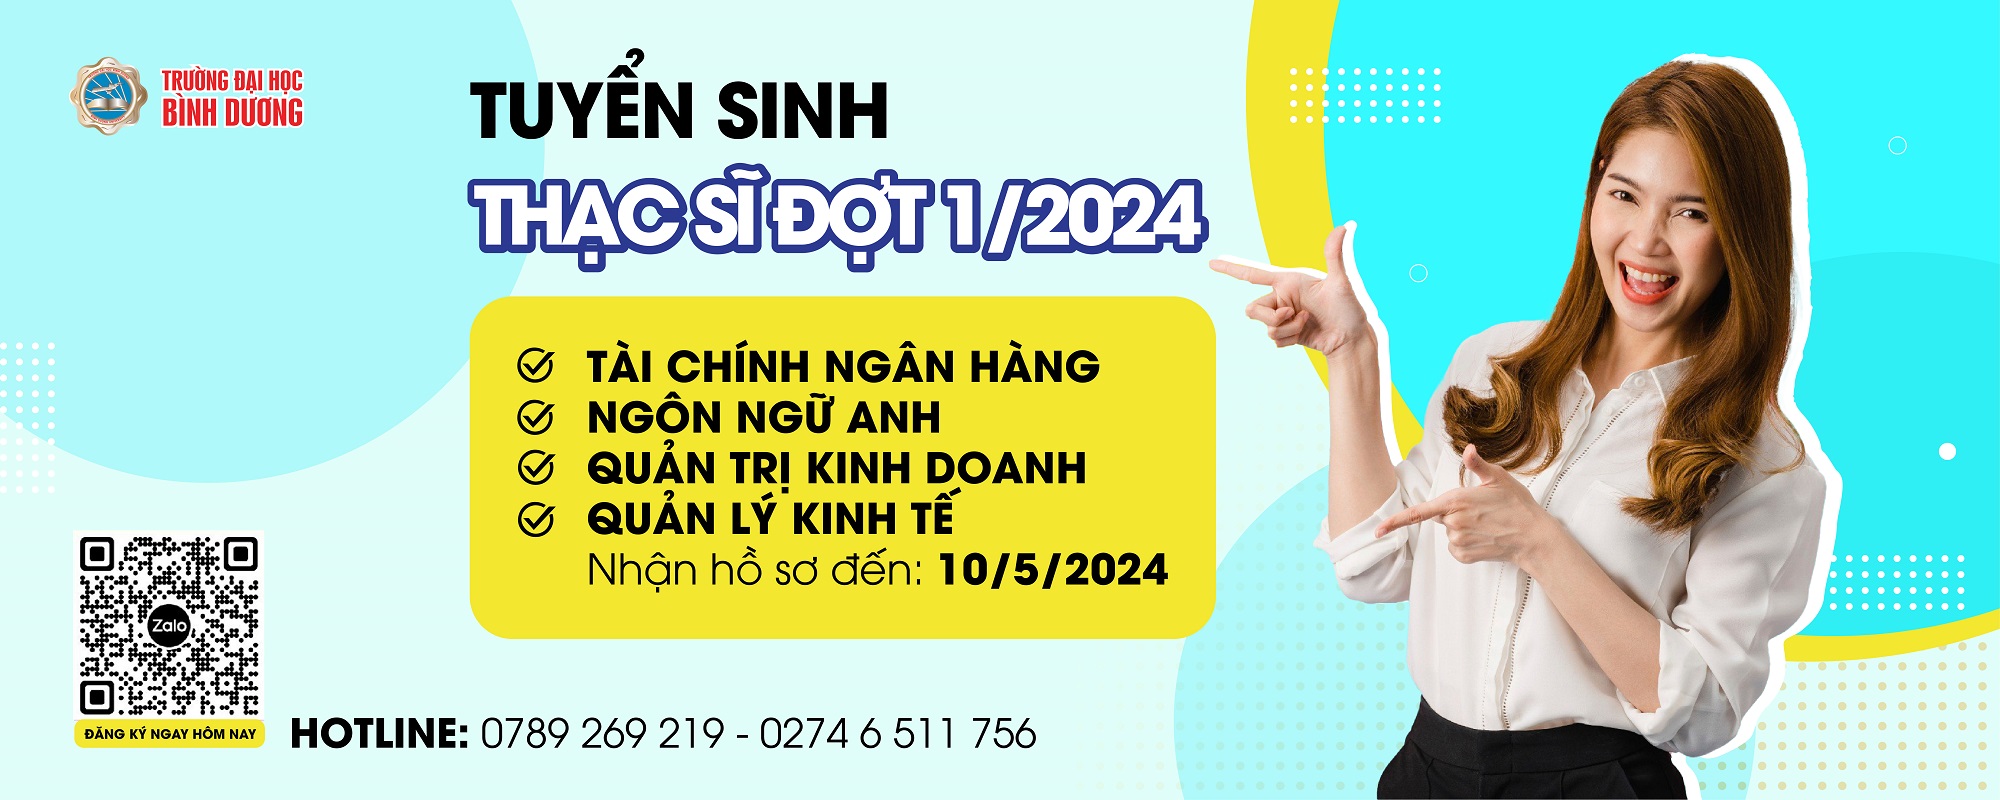 TRƯỜNG ĐẠI HỌC
BÌNH DƯƠNG
TUYỂN SINH
THẠC SĨ ĐỢT 1/2024
TÀI CHÍNH NGÂN HÀNG
NGÔN NGỮ ANH
QUẢN TRỊ KINH DOANH
QUẢN LÝ KINH TẾ
Nhận hồ sơ đến: 10/5/2024
Zalo
ĐĂNG KÝ NGAY HÔM NAY
HOTLINE: 0789 269 219 - 0274 6 511 756